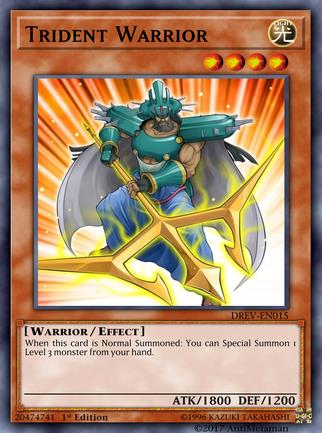 TRIDENT WARRIOR
LIGHT
光
DREV-EN015
[WARRIOR / EFFECT]
When this card is Normal Summoned: You can Special Summon 1
Level 3 monster from your hand.
ATK/1800 DEF/1200
20474741 1st Edition ©1996 KAZUKI TAKAHASHI
©2017 AntiMetaman